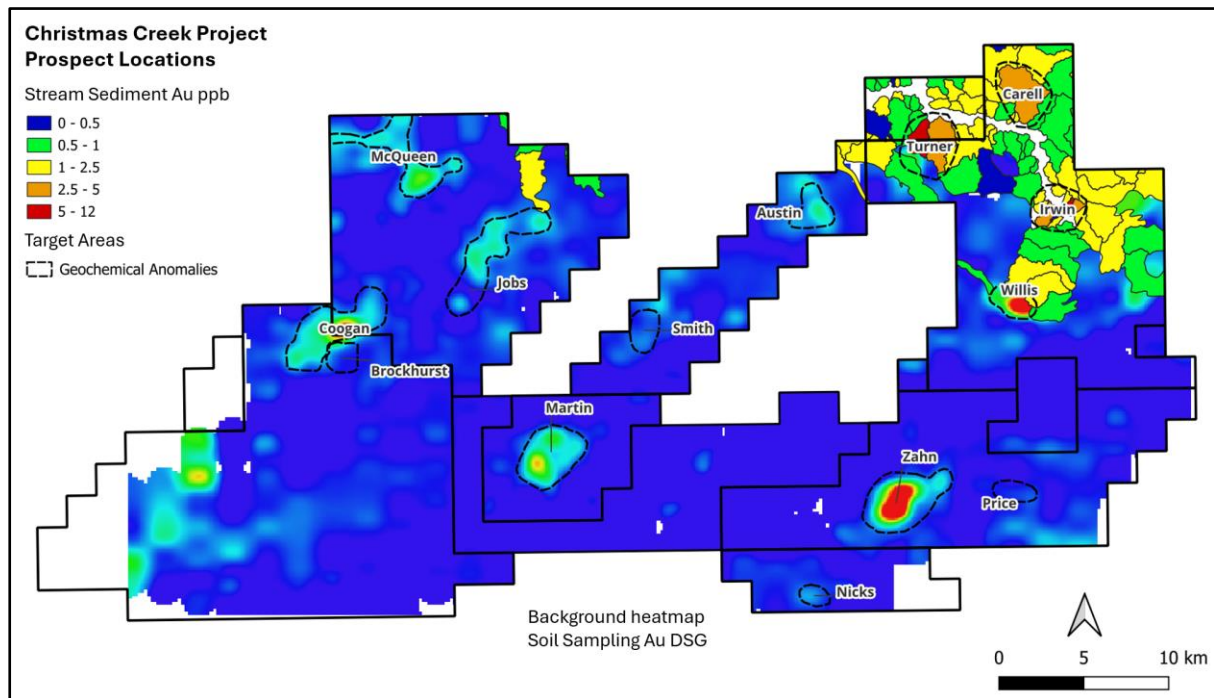 Christmas Creek Project
Prospect Locations
Stream Sediment Au ppb
0 - 0.5
0.5 - 1
1 - 2.5
2.5 - 5
5 - 12
Target Areas
Geochemical Anomalies
Carell
McQueen
Turner
Austin
Irwin
Jobs
Willis
Coogan
Smith
Brockhurst
Martin
Zahn
Price
Nicks
Background heatmap
Soil Sampling Au DSG
0 5 10 km